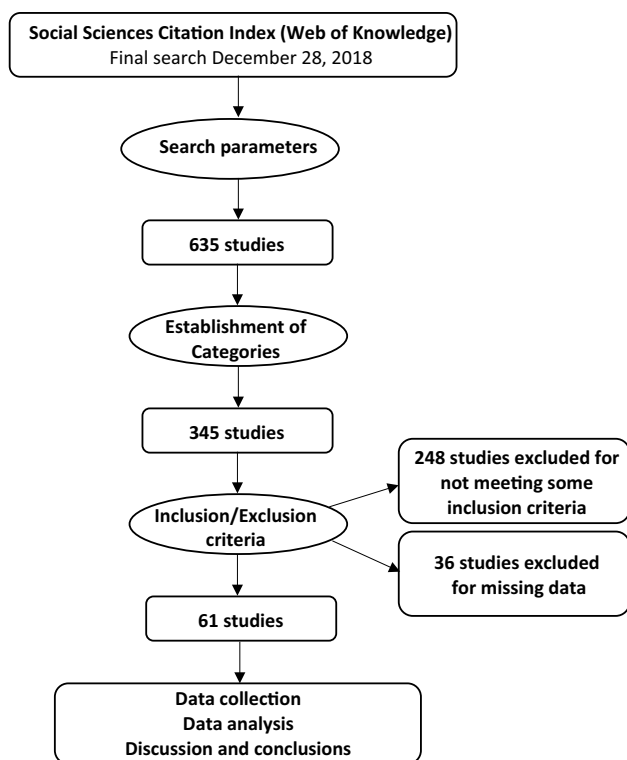 Social Sciences Citation Index (Web of Knowledge)
Final search December 28, 2018
Search parameters
635 studies
Establishment of
Categories
345 studies
248 studies excluded for
not meeting some
inclusion criteria
Inclusion/Exclusion
criteria
36 studies excluded
for missing data
61 studies
Data collection
Data analysis
Discussion and conclusions